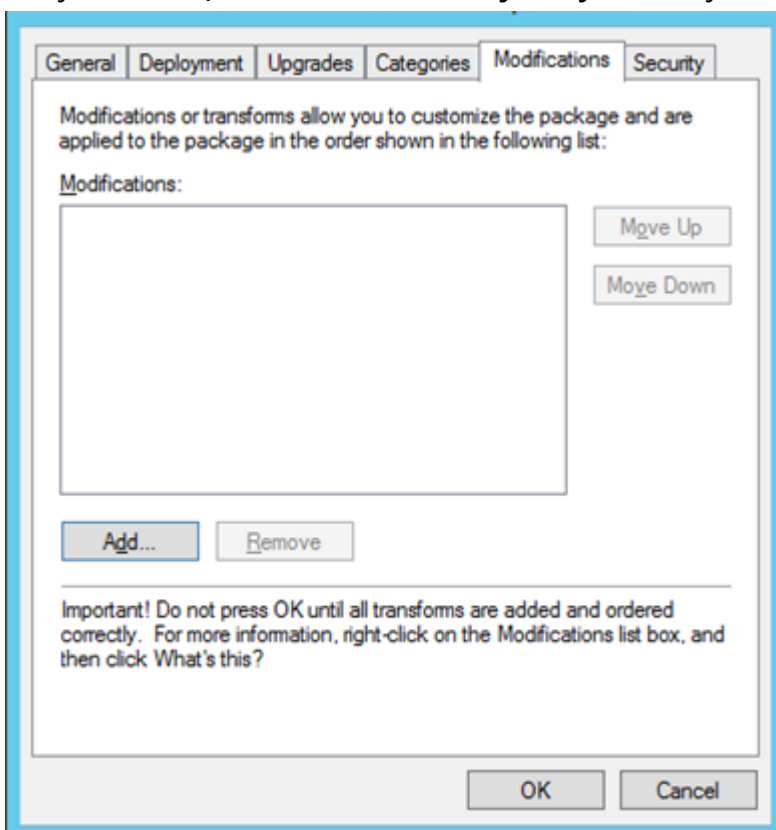 General Deployment Upgrades Categories Modifications Security
Modifications or transforms allow you to customize the package and are
applied to the package in the order shown in the following list:
Modifications:
Move Up
Move Down
Add... Remove
Important! Do not press OK until all transforms are added and ordered
correctly. For more information, right-click on the Modifications list box, and
then click What's this?
OK Cancel